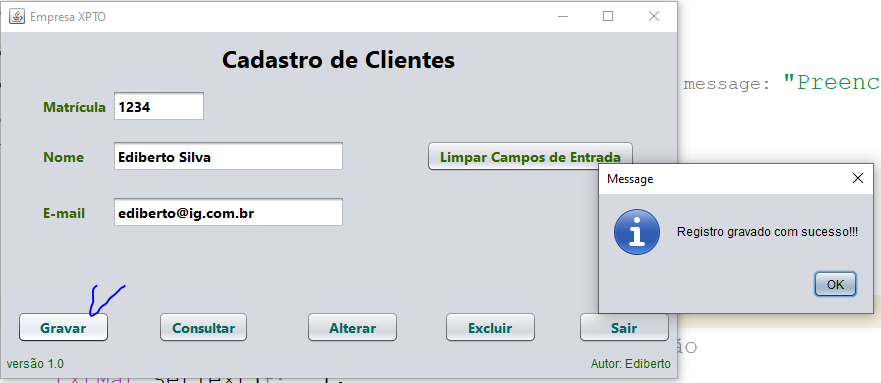 Empresa XPTO
Cadastro de Clientes
message: "Preenc
Matrícula 1234
Nome Ediberto Silva Limpar Campos de Entrada
Message
E-mail ediberto@ig.com.br
Registro gravado com sucesso!!!
OK
Gravar Consultar Alterar Excluir Sair
versão 1.0 Autor: Ediberto
ão